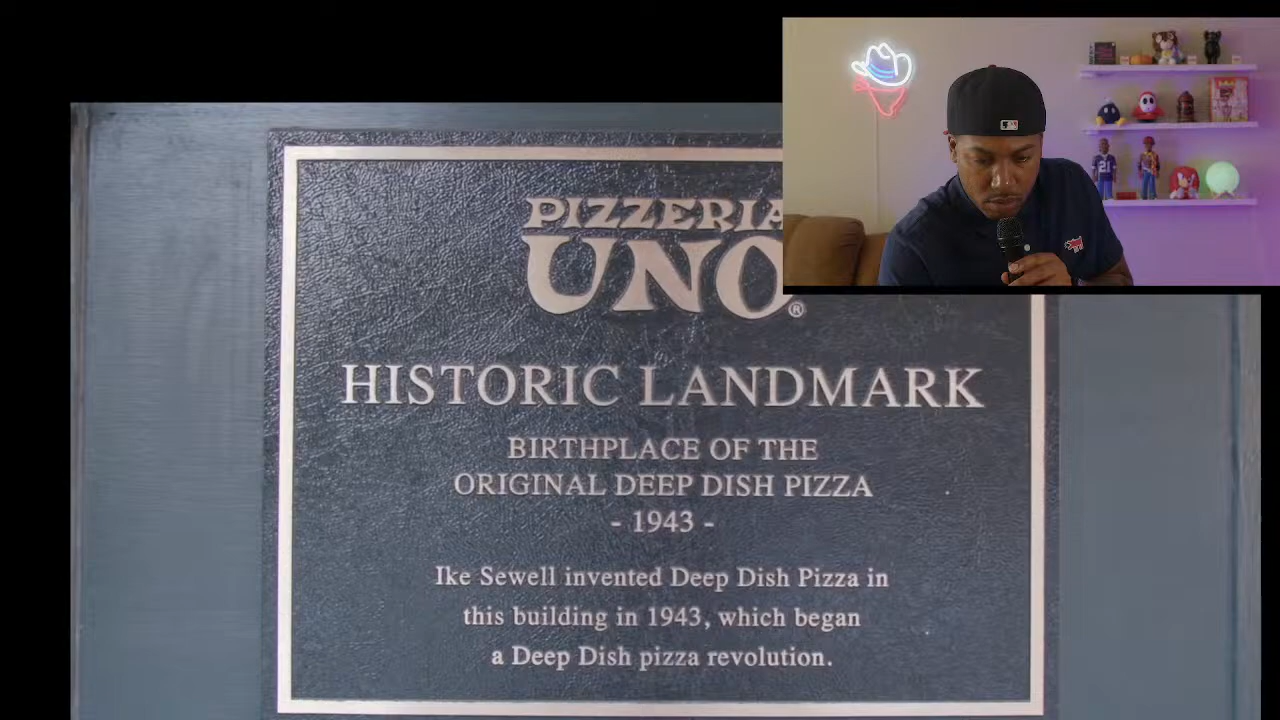 PIZZERIA
UNO®
HISTORIC LANDMARK
BIRTHPLACE OF THE
ORIGINAL DEEP DISH PIZZA
- 1943 -
Ike Sewell invented Deep Dish Pizza in
this building in 1943, which began
a Deep Dish pizza revolution.
21